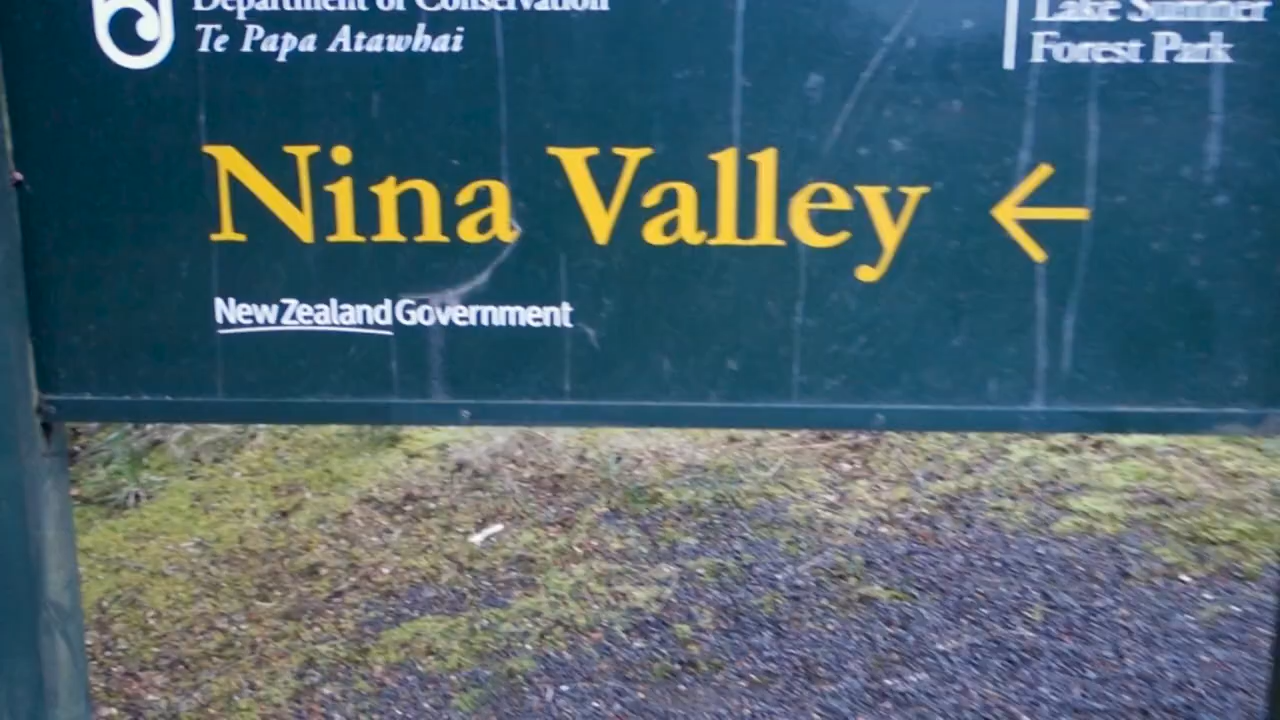 Department of Conservation
Te Papa Atawhai
Lake Sumner
Forest Park
Nina Valley ←
New Zealand Government